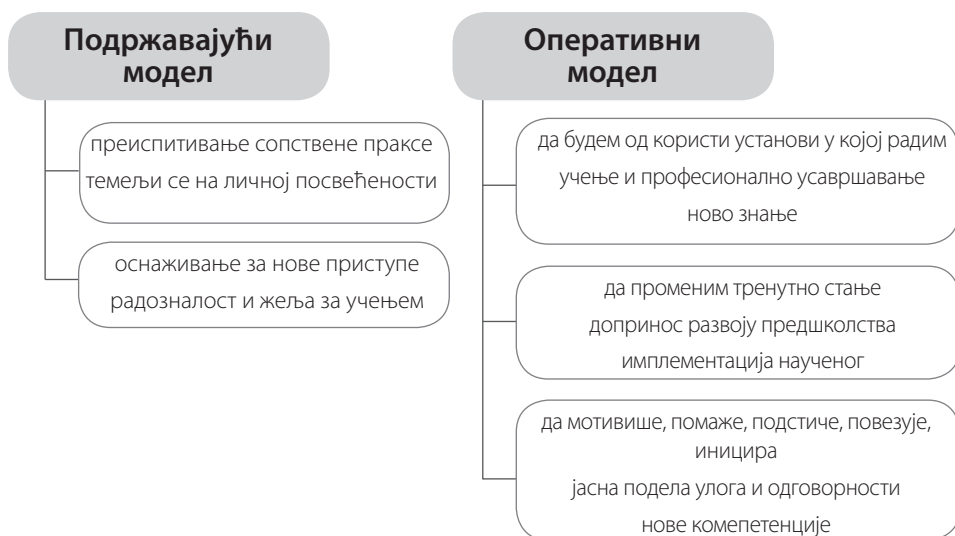 Подржавајући
модел
преиспитивање сопствене праксе
темељи се на личној посвећености
оснаживање за нове приступе
радозналост и жеља за учењем
Оперативни
модел
да будем од користи установи у којој радим
учење и професионално усавршавање
ново знање
да променим тренутно стање
допринос развоју предшколства
имплементација наученог
да мотивише, помаже, подстиче, повезује,
иницира
јасна подела улога и одговорности
нове комепетенције